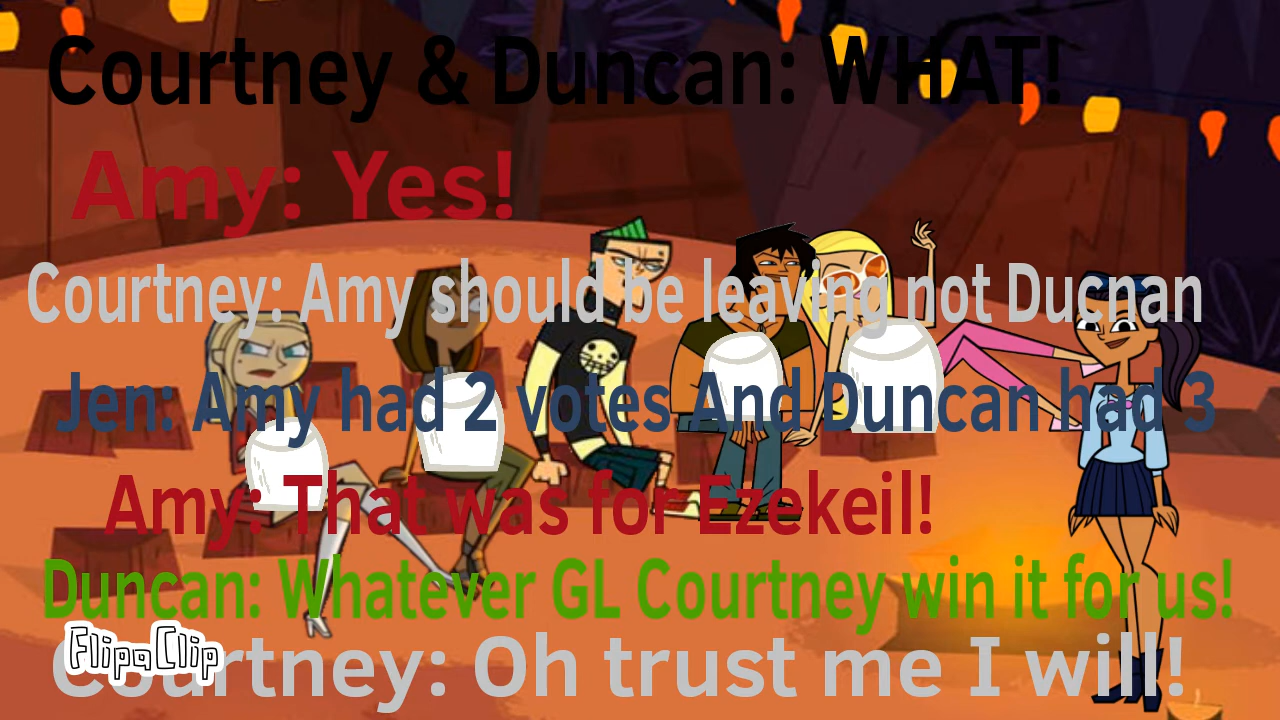 Courtney & Duncan: WHAT!
Amy: Yes!
Courtney: Amy should be leaving not Ducnan
Jen: Amy had 2 votes And Duncan had 3
Amy: That was for Ezekeil!
Duncan: Whatever GL Courtney win it for us!
Courtney: Oh trust me I will!
FlipaClip